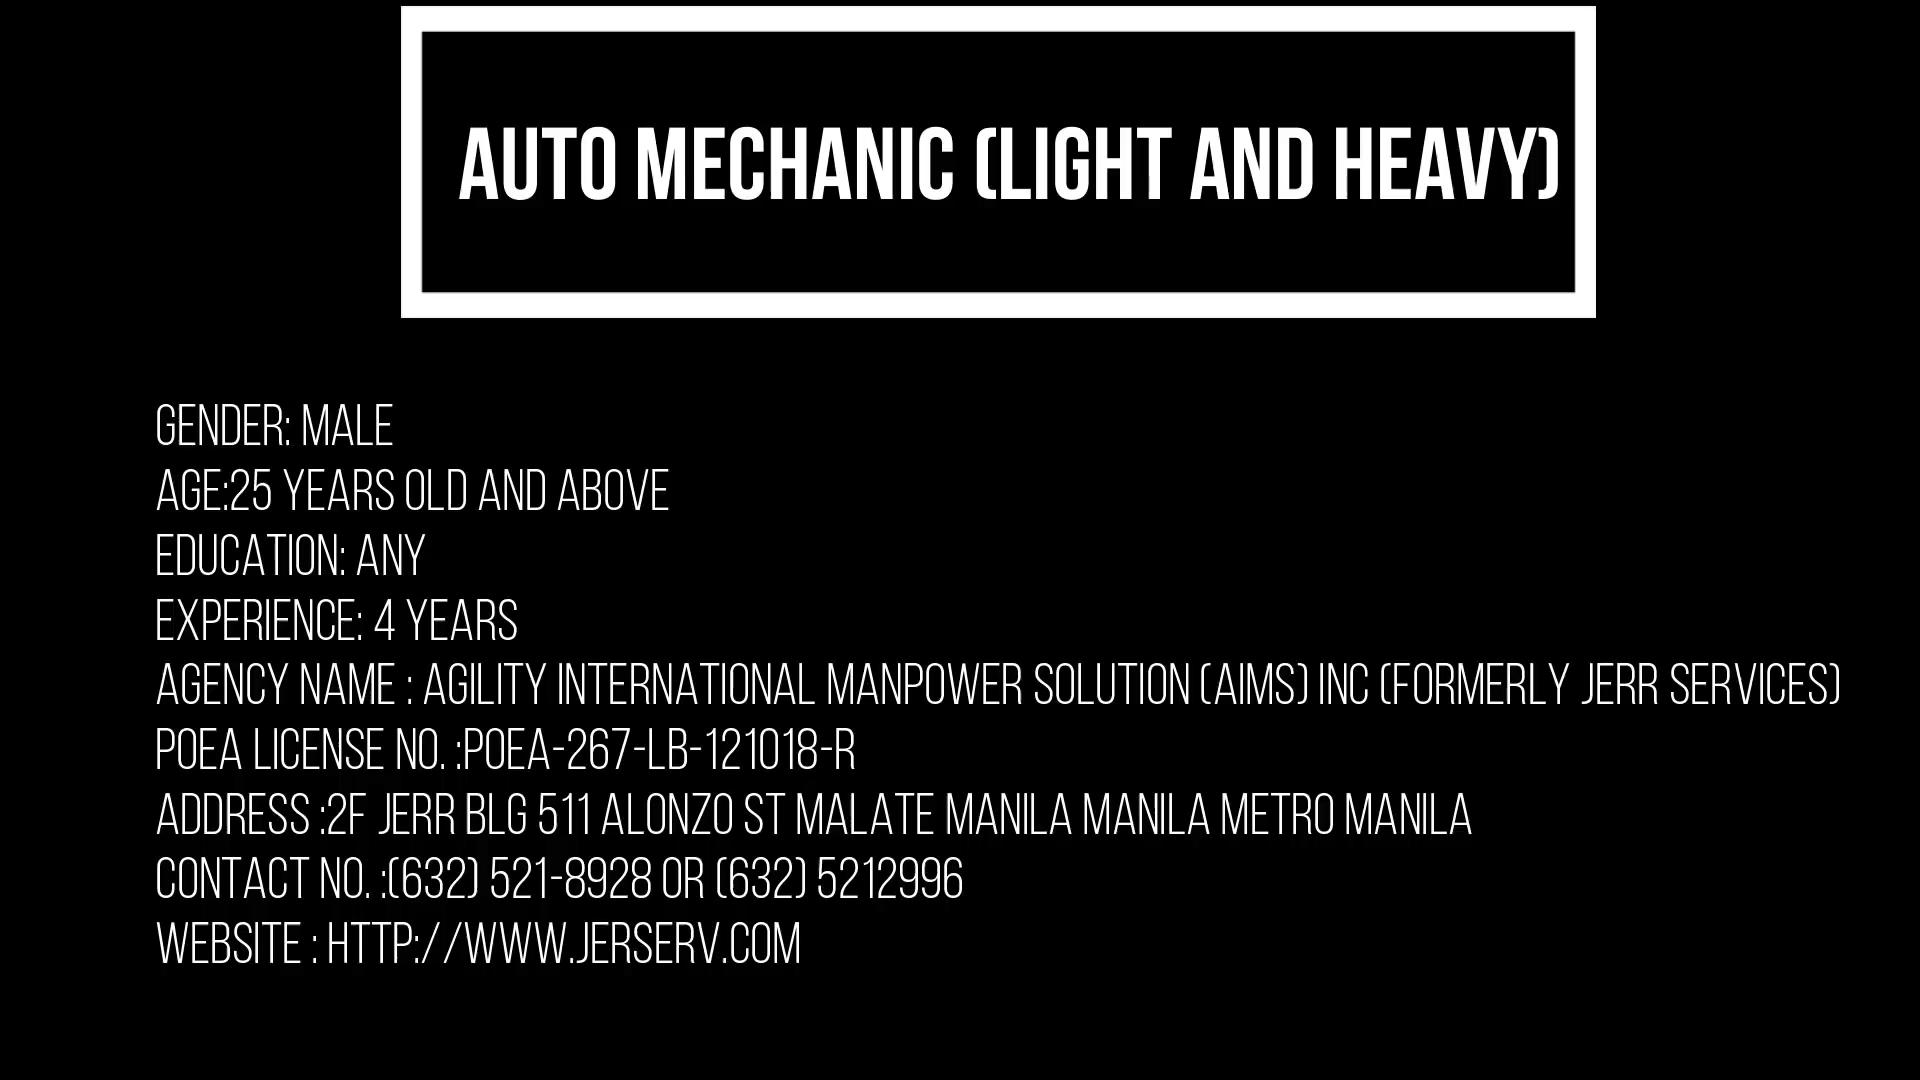 AUTO MECHANIC (LIGHT AND HEAVY)
GENDER: MALE
AGE:25 YEARS OLD AND ABOVE
EDUCATION: ANY
EXPERIENCE: 4 YEARS
AGENCY NAME : AGILITY INTERNATIONAL MANPOWER SOLUTION (AIMS) INC (FORMERLY JERR SERVICES)
POEA LICENSE NO. :POEA-267-LB-121018-R
ADDRESS :2F JERR BLG 511 ALONZO ST MALATE MANILA MANILA METRO MANILA
CONTACT NO. :(632) 521-8928 OR (632) 5212996
WEBSITE : HTTP://WWW.JERSERV.COM